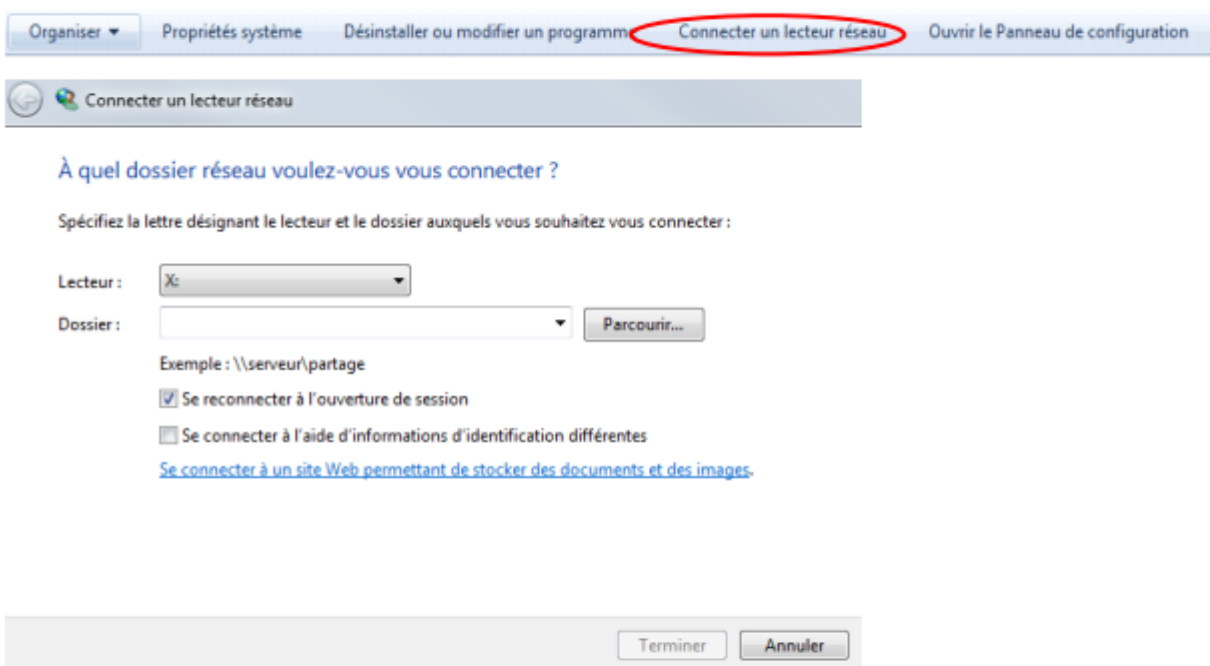 Organiser Propriétés système Désinstaller ou modifier un programme Connecter un lecteur réseau Ouvrir le Panneau de configuration
Connecter un lecteur réseau
À quel dossier réseau voulez-vous vous connecter ?
Spécifiez la lettre désignant le lecteur et le dossier auxquels vous souhaitez vous connecter :
Lecteur : X:
Dossier : Parcourir...
Exemple : \\serveur\partage
Se reconnecter à l'ouverture de session
Se connecter à l'aide d'informations d'identification différentes
Se connecter à un site Web permettant de stocker des documents et des images.
Terminer Annuler